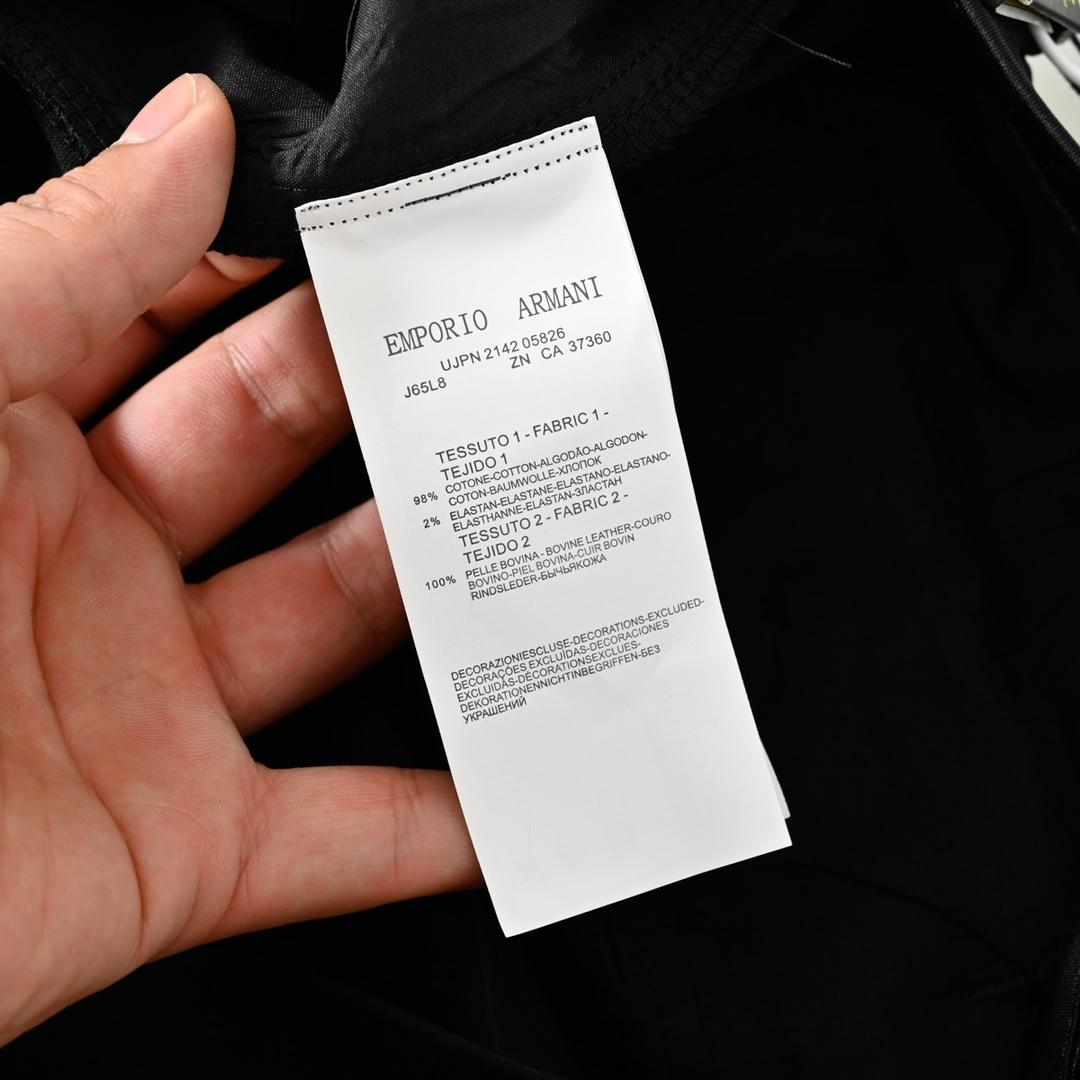 EMPORIO ARMANI
UJPN 2142 05826
J65L8 ZN CA 37360
TESSUTO 1 - FABRIC 1 -
TEJIDO 1
98% COTONE-COTTON-ALGODÃO-ALGODON-
COTON-BAUMWOLLE-ХЛОПОК
2% ELASTAN-ELASTANE-ELASTANO-ELASTANO-
ELASTHANNE-ELASTAN-ЭЛАСТАН
TESSUTO 2 - FABRIC 2 -
TEJIDO 2
100% PELLE BOVINA - BOVINE LEATHER-COURO
BOVINO-PIEL BOVINA-CUIR BOVIN
RINDSLEDER-БЫЧЬЯКОЖА
DECORAZIONIESCLUSE-DECORATIONS-EXCLUDED-
DECORAÇÕES EXCLUÍDAS-DECORACIONES
EXCLUIDÁS-DÉCORATIONSEXCLUES-
DEKORATIONENNICHTINBEGRIFFEN-БЕЗ
УКРАШЕНИЙ